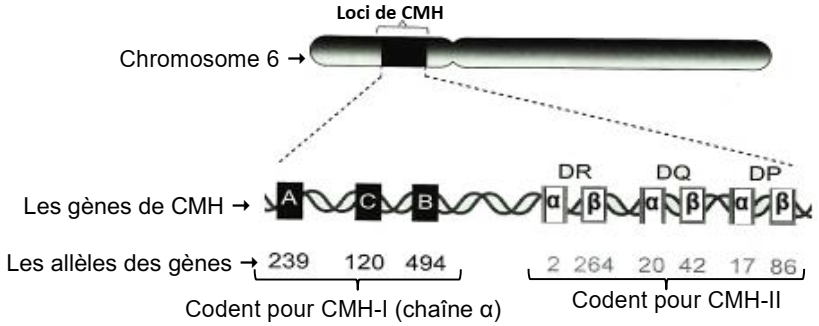 Loci de CMH
Chromosome 6 →
DR DQ DP
Les gènes de CMH → A C B α β α β α β
Les allèles des gènes → 239 120 494 2 264 20 42 17 86
Codent pour CMH-I (chaîne α) Codent pour CMH-II